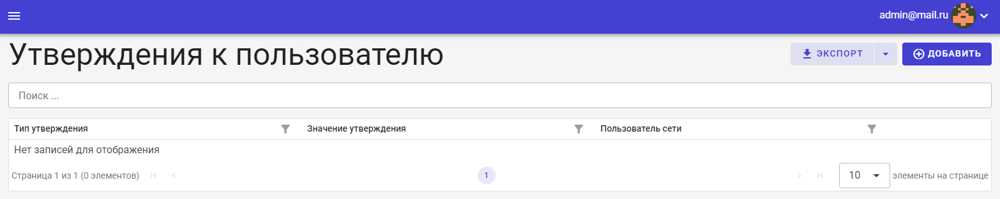 admin@mail.ru
Утверждения к пользователю
ЭКСПОРТ
ДОБАВИТЬ
Поиск ...
Тип утверждения Значение утверждения Пользователь сети
Нет записей для отображения
Страница 1 из 1 (0 элементов) 1 10 элементы на странице